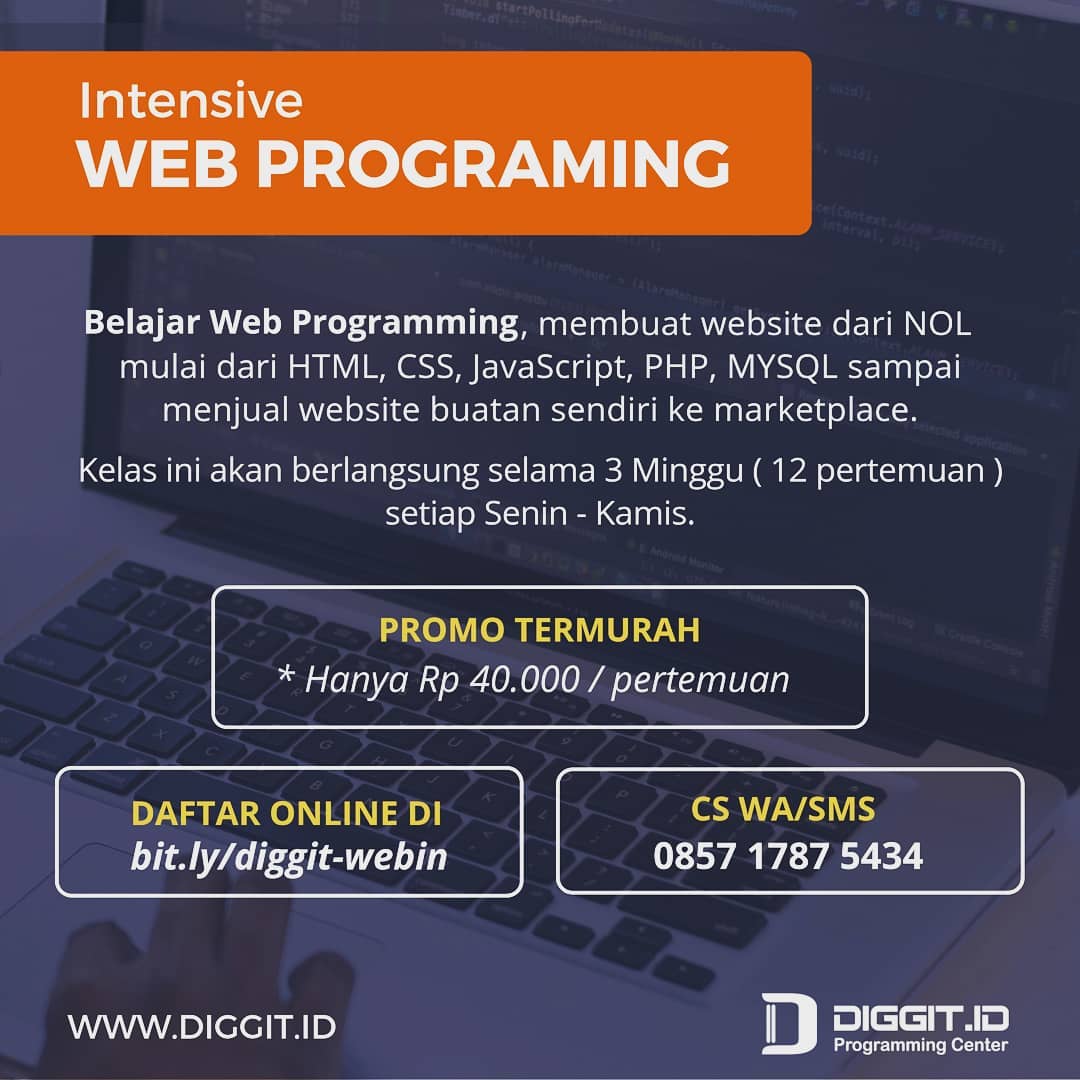 Intensive
WEB PROGRAMING
Belajar Web Programming, membuat website dari NOL
mulai dari HTML, CSS, JavaScript, PHP, MYSQL sampai
menjual website buatan sendiri ke marketplace.
Kelas ini akan berlangsung selama 3 Minggu ( 12 pertemuan )
setiap Senin - Kamis.
PROMO TERMURAH
* Hanya Rp 40.000 / pertemuan
DAFTAR ONLINE DI
bit.ly/diggit-webin
CS WA/SMS
0857 1787 5434
WWW.DIGGIT.ID
DIGGIT.ID
Programming Center